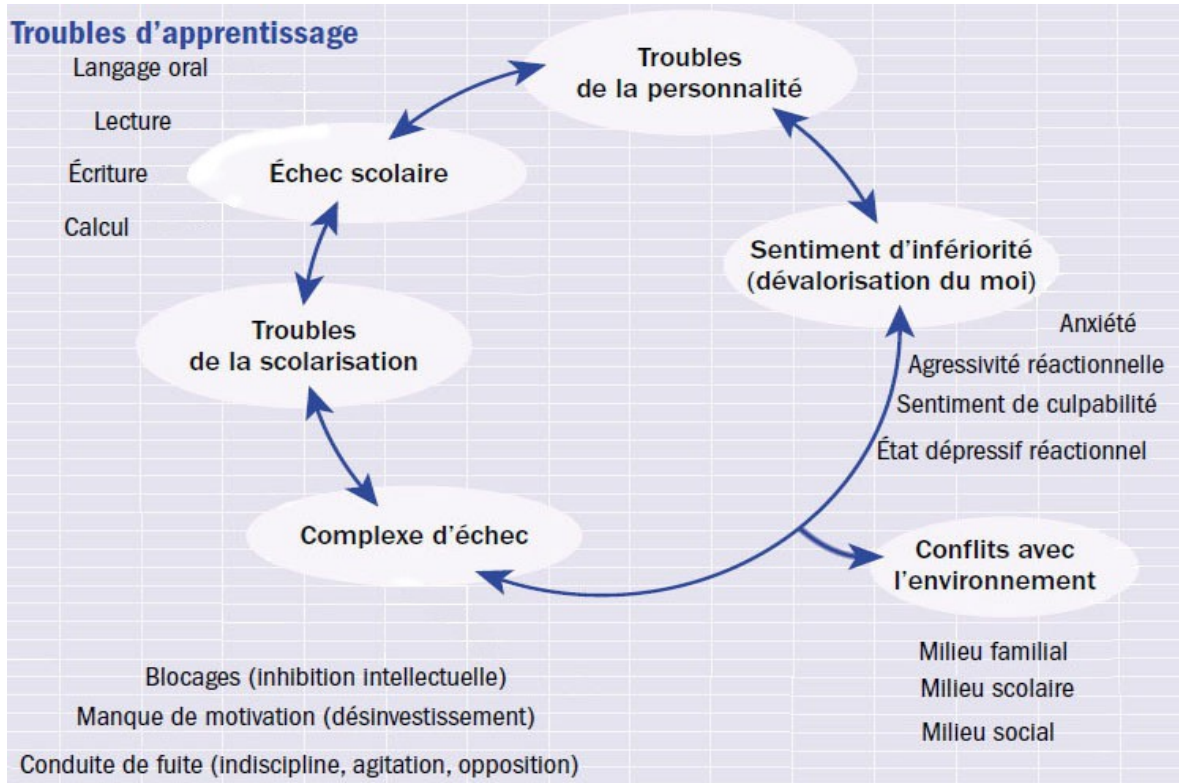 Troubles d’apprentissage
Langage oral
Lecture
Écriture
Calcul
Troubles
de la personnalité
Échec scolaire
Sentiment d’infériorité
(dévalorisation du moi)
Anxiété
Agressivité réactionnelle
Sentiment de culpabilité
État dépressif réactionnel
Troubles
de la scolarisation
Complexe d’échec
Conflits avec
l’environnement
Milieu familial
Milieu scolaire
Milieu social
Blocages (inhibition intellectuelle)
Manque de motivation (désinvestissement)
Conduite de fuite (indiscipline, agitation, opposition)